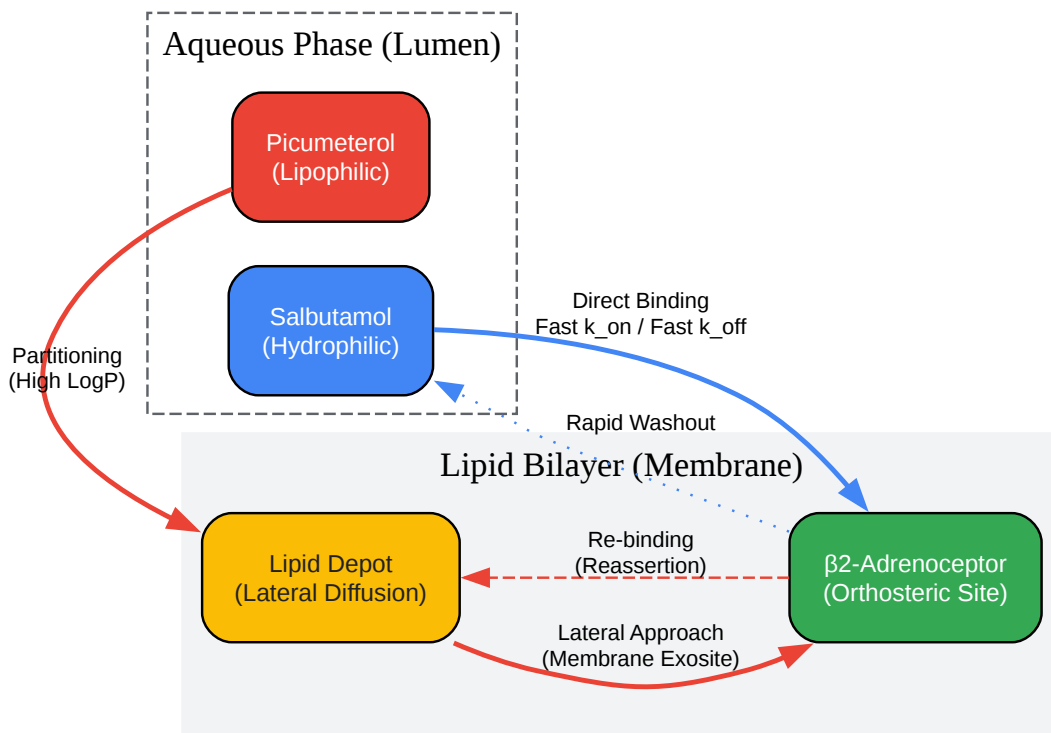 Aqueous Phase (Lumen)
Picumeterol
(Lipophilic)
Salbutamol
(Hydrophilic)
Direct Binding
Fast k_on / Fast k_off
Partitioning
(High LogP)
Rapid Washout
Lipid Bilayer (Membrane)
Lipid Depot
(Lateral Diffusion)
Re-binding
(Reassertion)
β2-Adrenoceptor
(Orthosteric Site)
Lateral Approach
(Membrane Exosite)